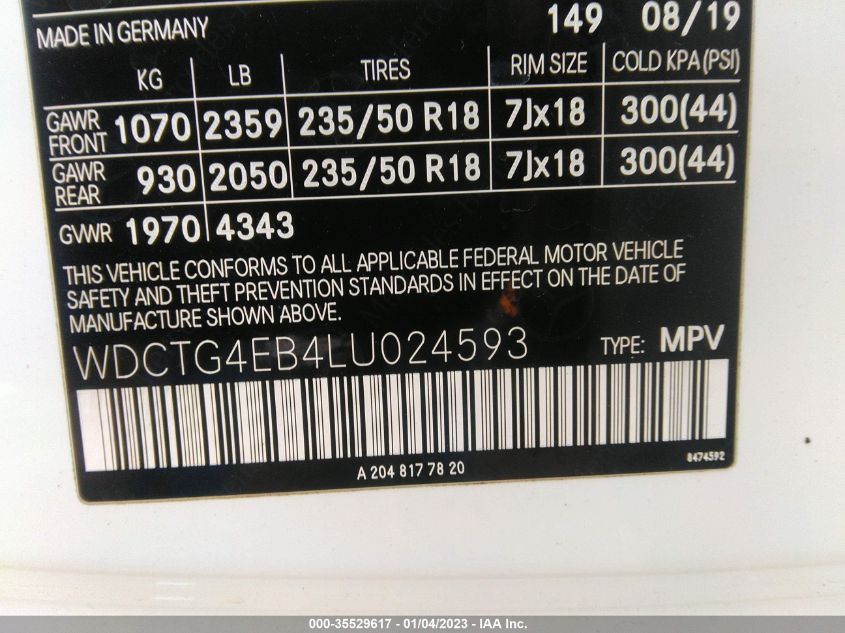 MADE IN GERMANY 149 08/19
KG LB TIRES RIM SIZE COLD KPA(PSI)
GAWR FRONT 1070 2359 235/50 R18 7Jx18 300(44)
GAWR REAR 930 2050 235/50 R18 7Jx18 300(44)
GVWR 1970 4343
THIS VEHICLE CONFORMS TO ALL APPLICABLE FEDERAL MOTOR VEHICLE
SAFETY AND THEFT PREVENTION STANDARDS IN EFFECT ON THE DATE OF
MANUFACTURE SHOWN ABOVE.
WDCTG4EB4LU024593 TYPE: MPV
A 204 817 78 20 8474592
000-35529617 - 01/04/2023 - IAA Inc.